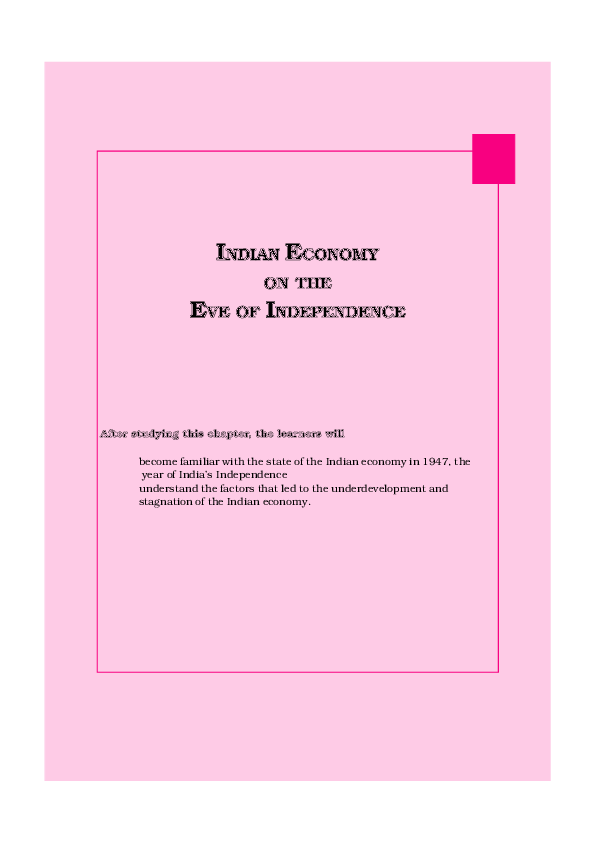 Indian Economy
on the
Eve of Independence
After studying this chapter, the learners will
become familiar with the state of the Indian economy in 1947, the
year of India's Independence
understand the factors that led to the underdevelopment and
stagnation of the Indian economy.